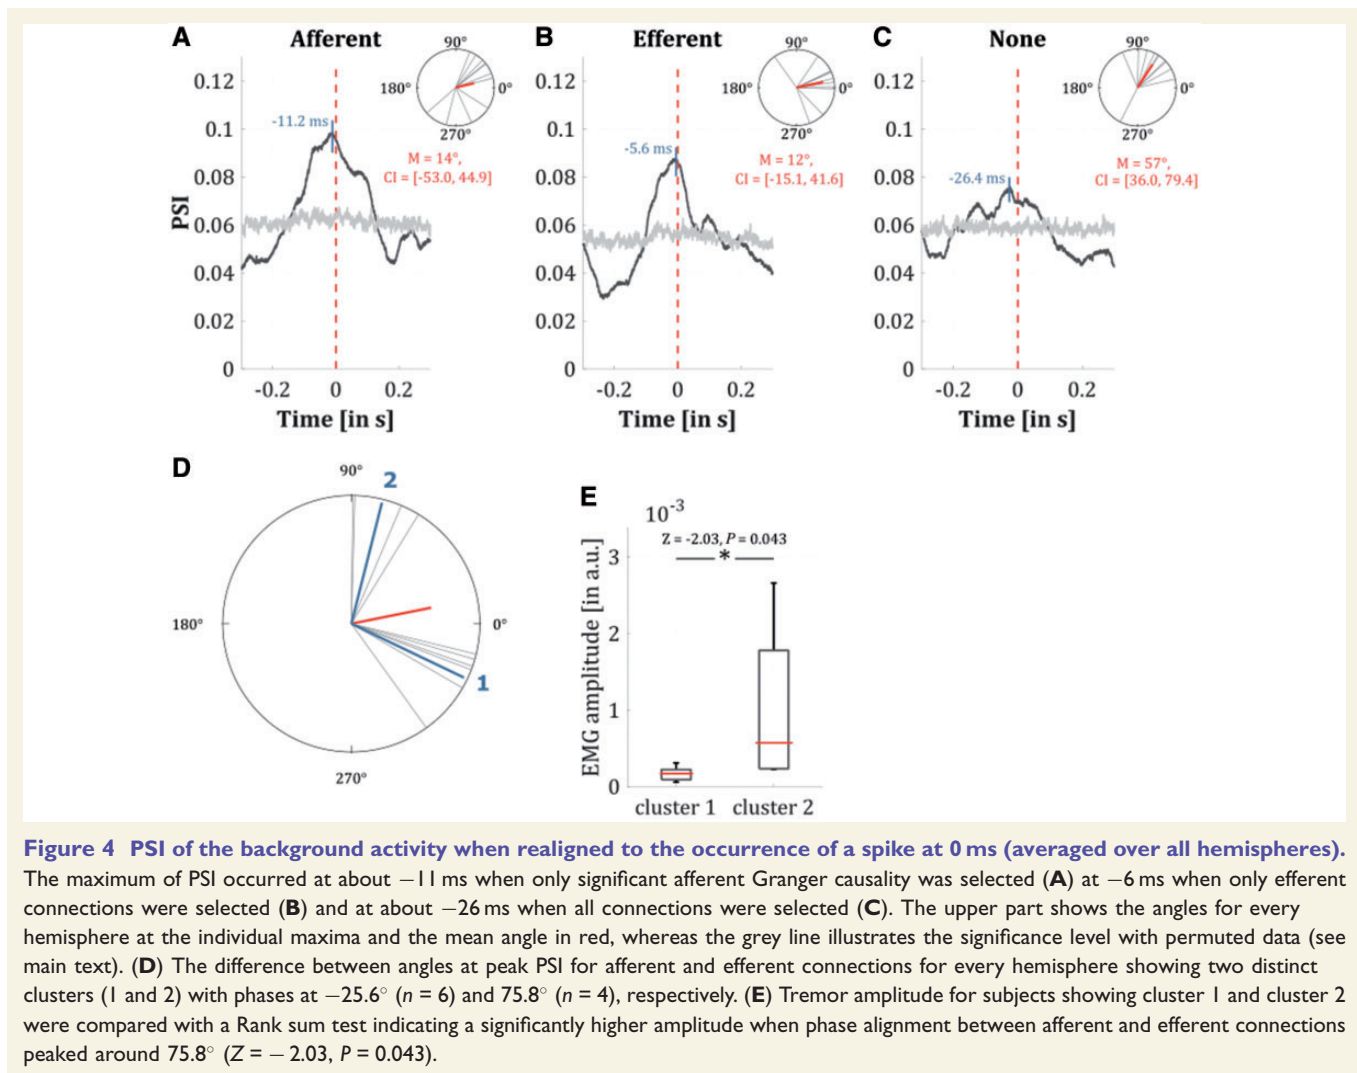 A
Afferent
90°
180°
0°
270°
-11.2 ms
M = 14°,
CI = [-53.0, 44.9]
PSI
0.12
0.1
0.08
0.06
0.04
0.02
0
-0.2
0
0.2
Time [in s]
B
Efferent
90°
180°
0°
270°
-5.6 ms
M = 12°,
CI = [-15.1, 41.6]
0.12
0.1
0.08
0.06
0.04
0.02
0
-0.2
0
0.2
Time [in s]
C
None
90°
180°
0°
270°
-26.4 ms
M = 57°,
CI = [36.0, 79.4]
0.12
0.1
0.08
0.06
0.04
0.02
0
-0.2
0
0.2
Time [in s]
D
90°
2
180°
0°
1
270°
E
10⁻³
Z = -2.03, P = 0.043
*
EMG amplitude [in a.u.]
3
2
1
0
cluster 1 cluster 2
Figure 4 PSI of the background activity when realigned to the occurrence of a spike at 0 ms (averaged over all hemispheres).
The maximum of PSI occurred at about −11 ms when only significant afferent Granger causality was selected (A) at −6 ms when only efferent
connections were selected (B) and at about −26 ms when all connections were selected (C). The upper part shows the angles for every
hemisphere at the individual maxima and the mean angle in red, whereas the grey line illustrates the significance level with permuted data (see
main text). (D) The difference between angles at peak PSI for afferent and efferent connections for every hemisphere showing two distinct
clusters (1 and 2) with phases at −25.6° (n = 6) and 75.8° (n = 4), respectively. (E) Tremor amplitude for subjects showing cluster 1 and cluster 2
were compared with a Rank sum test indicating a significantly higher amplitude when phase alignment between afferent and efferent connections
peaked around 75.8° (Z = − 2.03, P = 0.043).